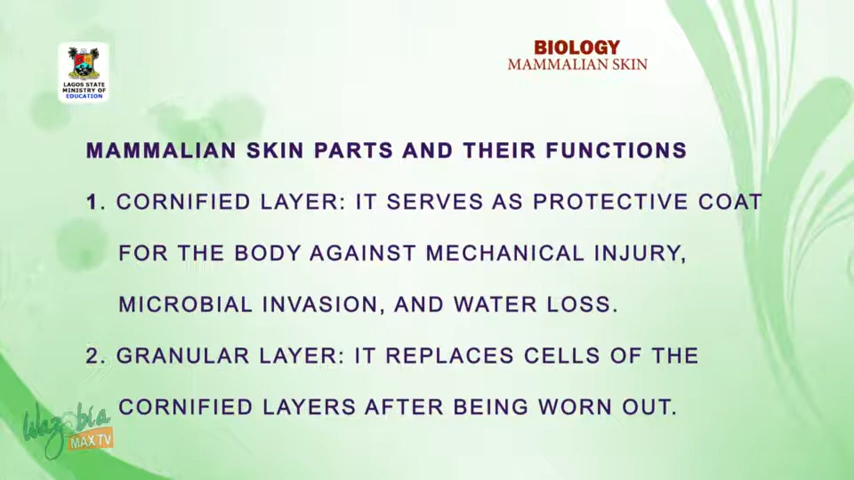 LAGOS STATE
MINISTRY OF
EDUCATION
BIOLOGY
MAMMALIAN SKIN
MAMMALIAN SKIN PARTS AND THEIR FUNCTIONS
1. CORNIFIED LAYER: IT SERVES AS PROTECTIVE COAT
FOR THE BODY AGAINST MECHANICAL INJURY,
MICROBIAL INVASION, AND WATER LOSS.
2. GRANULAR LAYER: IT REPLACES CELLS OF THE
CORNIFIED LAYERS AFTER BEING WORN OUT.
Wazobia
MAX TV